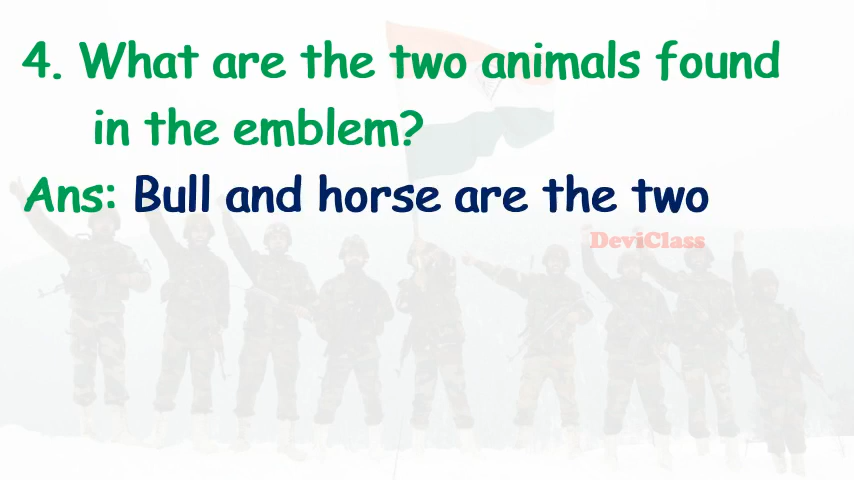 4. What are the two animals found
in the emblem?
Ans: Bull and horse are the two
DeviClass